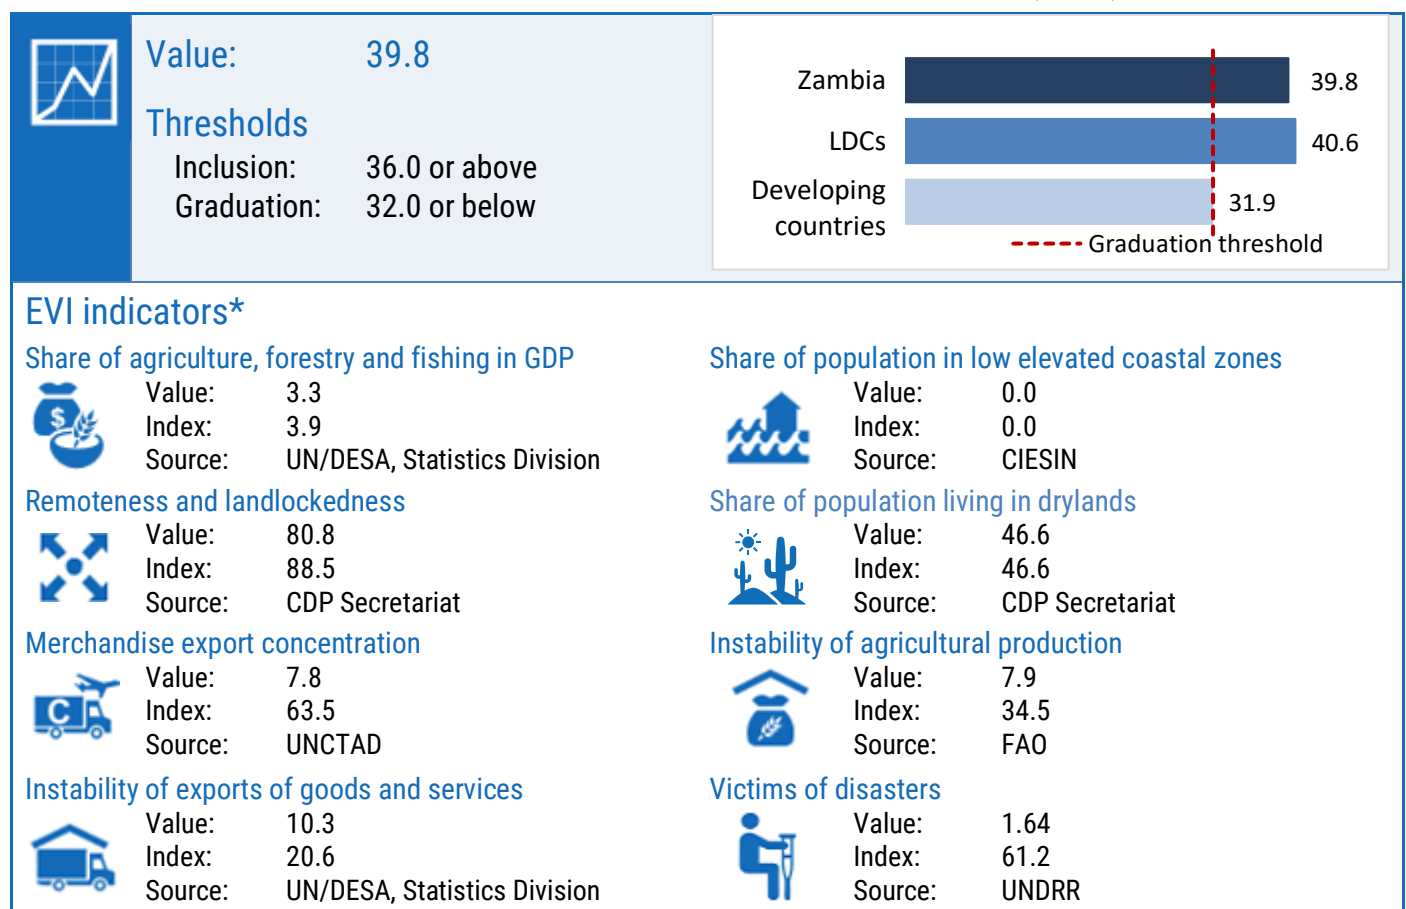 Value: 39.8
Thresholds
Inclusion: 36.0 or above
Graduation: 32.0 or below
Zambia 39.8
LDCs 40.6
Developing countries 31.9
Graduation threshold
EVI indicators*
Share of agriculture, forestry and fishing in GDP
Value: 3.3
Index: 3.9
Source: UN/DESA, Statistics Division
Share of population in low elevated coastal zones
Value: 0.0
Index: 0.0
Source: CIESIN
Remoteness and landlockedness
Value: 80.8
Index: 88.5
Source: CDP Secretariat
Share of population living in drylands
Value: 46.6
Index: 46.6
Source: CDP Secretariat
Merchandise export concentration
C
Value: 7.8
Index: 63.5
Source: UNCTAD
Instability of agricultural production
Value: 7.9
Index: 34.5
Source: FAO
Instability of exports of goods and services
Value: 10.3
Index: 20.6
Source: UN/DESA, Statistics Division
Victims of disasters
Value: 1.64
Index: 61.2
Source: UNDRR